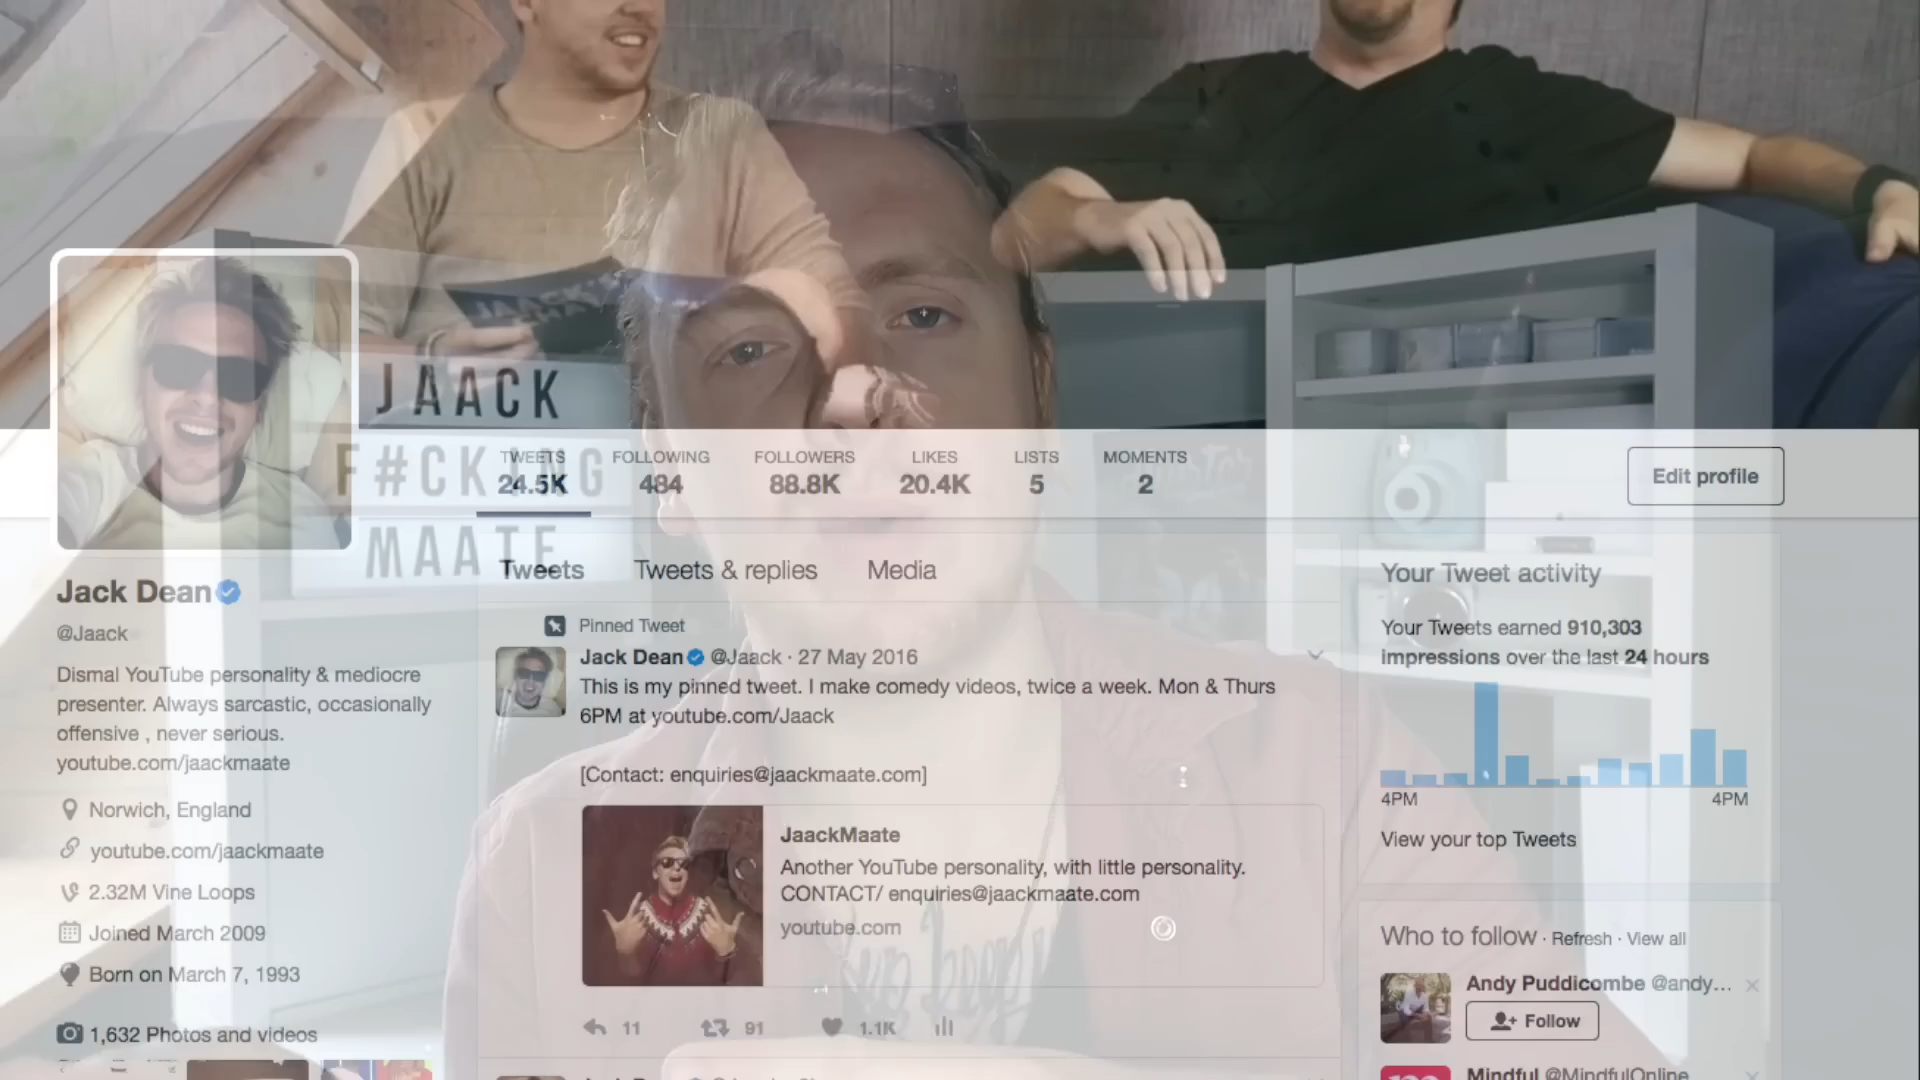 JAACK
F#CKING
MAATE
TWEETS FOLLOWING FOLLOWERS LIKES LISTS MOMENTS
24.5K 484 88.8K 20.4K 5 2
Edit profile
Jack Dean
@Jaack
Dismal YouTube personality & mediocre
presenter. Always sarcastic, occasionally
offensive , never serious.
youtube.com/jaackmaate
Norwich, England
youtube.com/jaackmaate
2.32M Vine Loops
Joined March 2009
Born on March 7, 1993
1,632 Photos and videos
Tweets Tweets & replies Media
Pinned Tweet
Jack Dean @Jaack · 27 May 2016
This is my pinned tweet. I make comedy videos, twice a week. Mon & Thurs
6PM at youtube.com/Jaack
[Contact: enquiries@jaackmaate.com]
JaackMaate
Another YouTube personality, with little personality.
CONTACT/ enquiries@jaackmaate.com
youtube.com
11 91 1.1K
Your Tweet activity
Your Tweets earned 910,303
impressions over the last 24 hours
4PM 4PM
View your top Tweets
Who to follow · Refresh · View all
Andy Puddicombe @andy...
Follow
Mindful @MindfulOnline